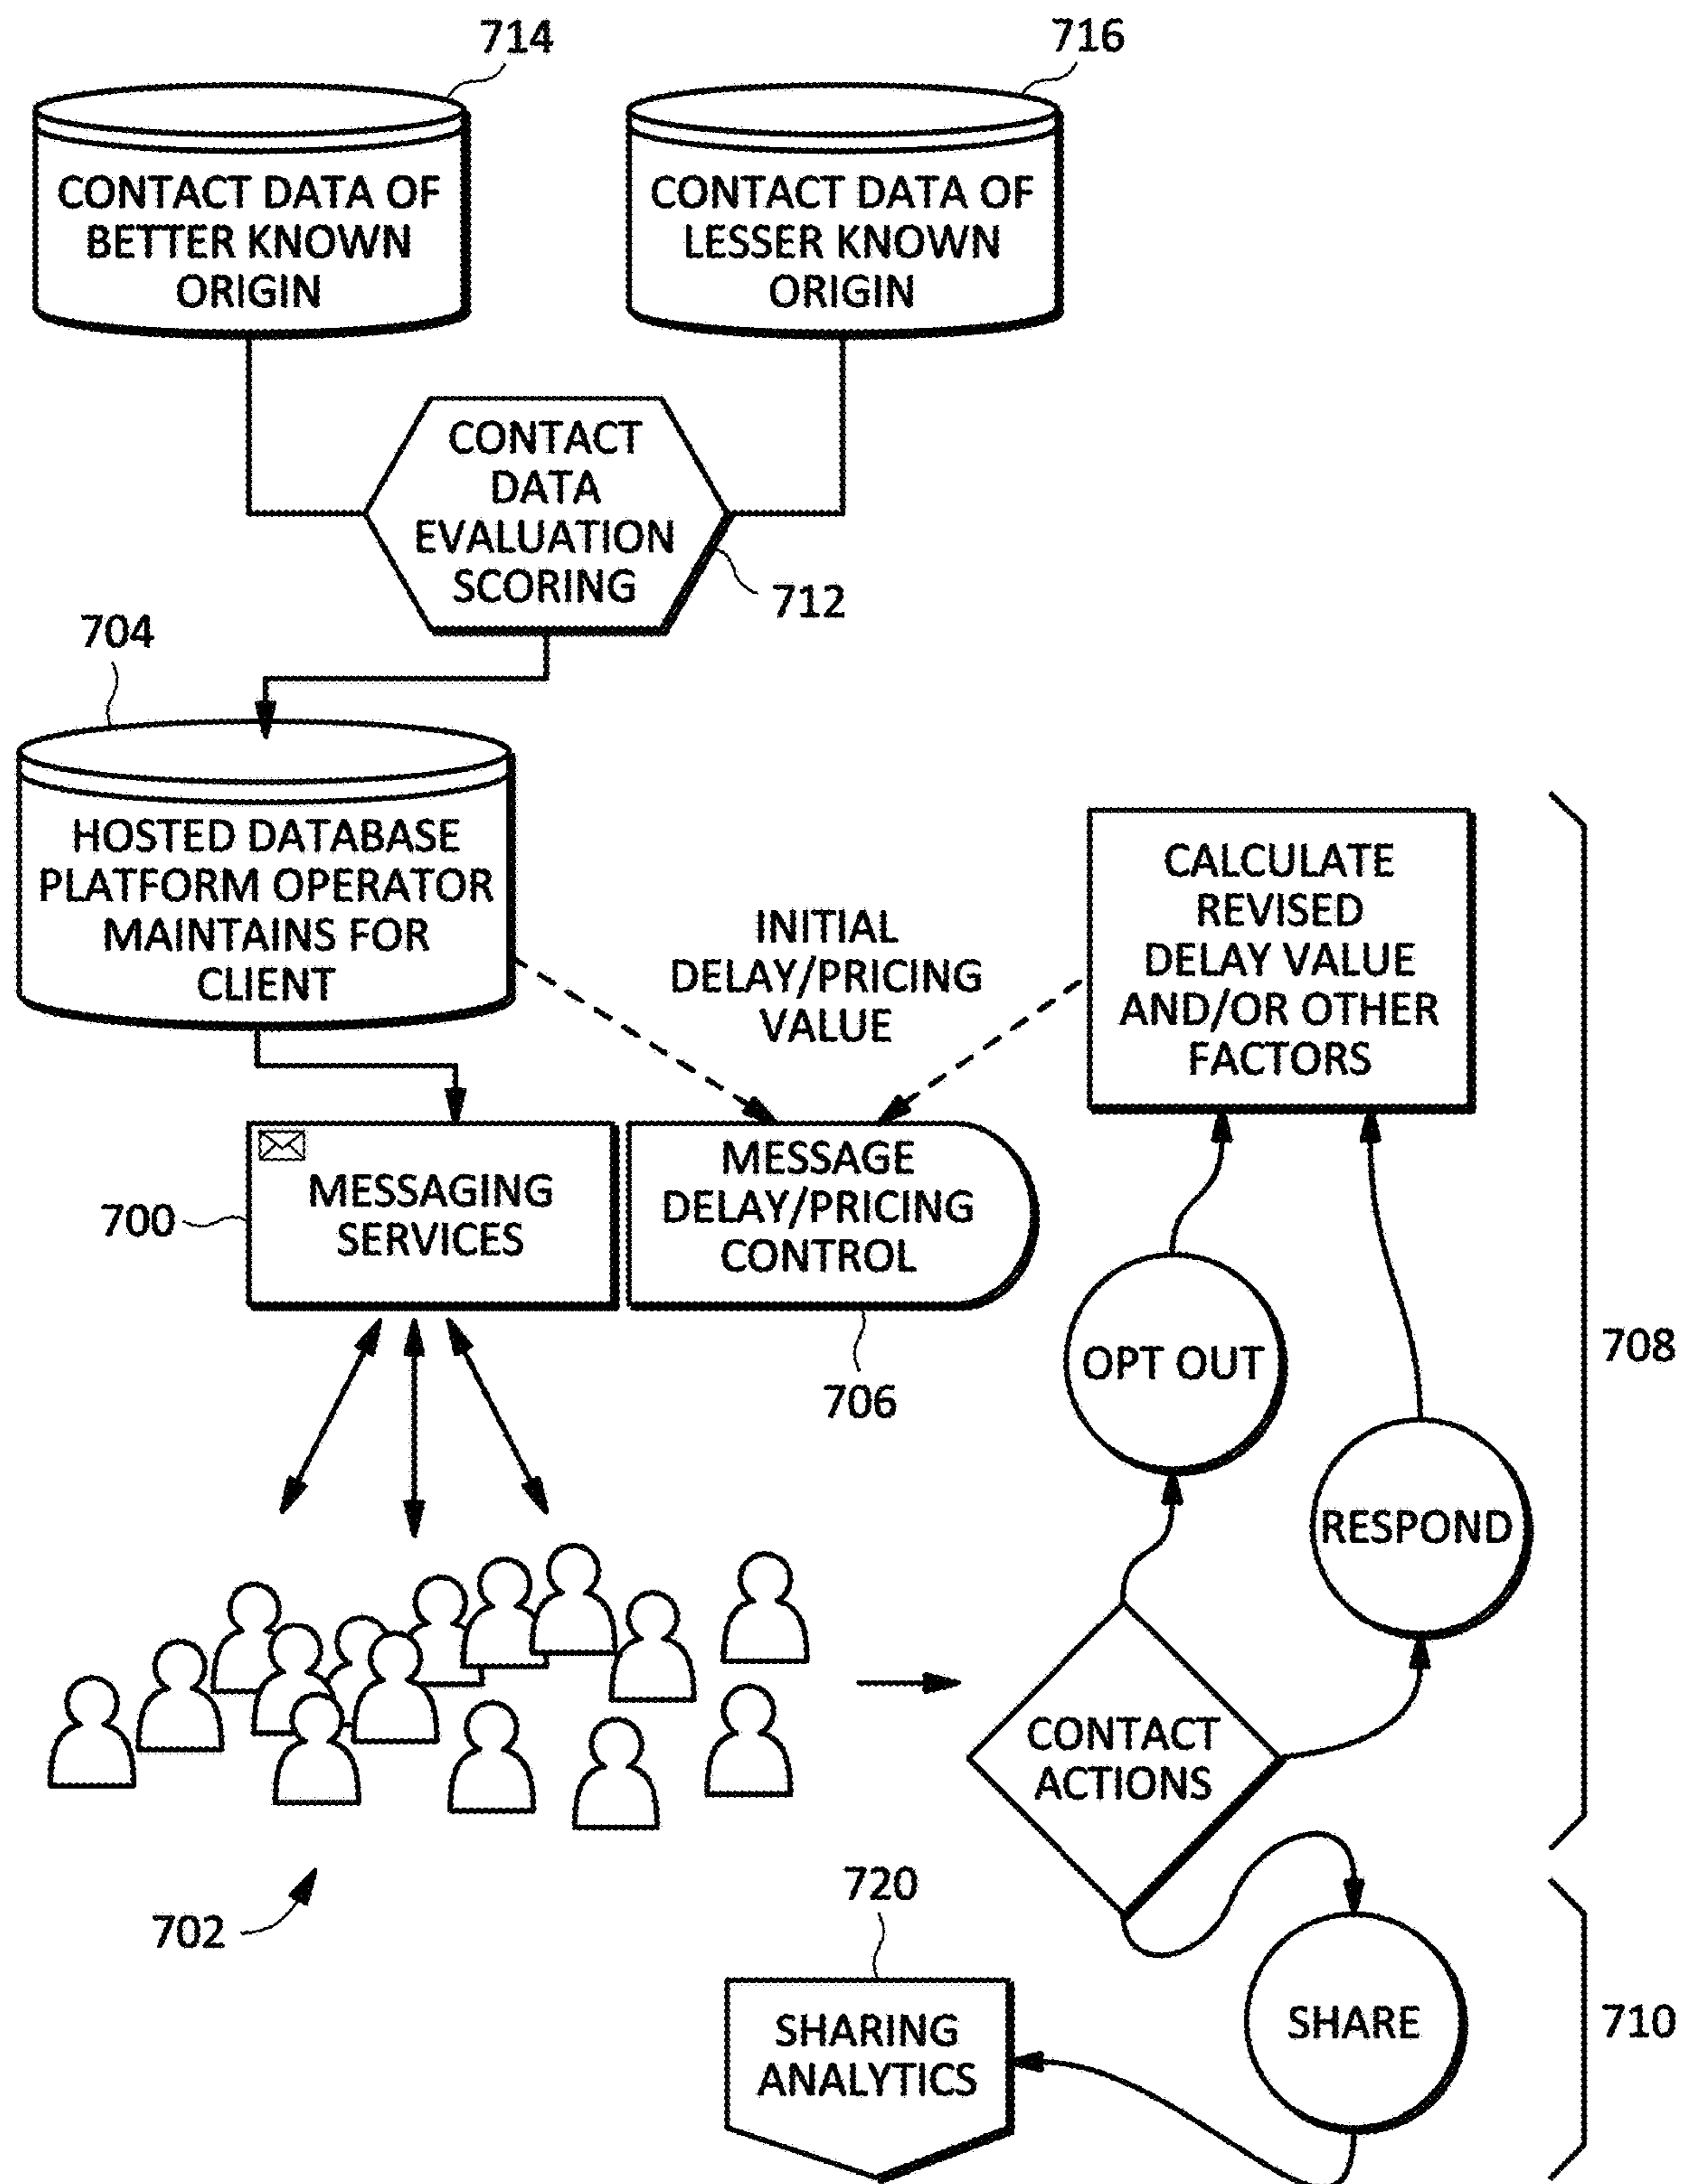 714
716
CONTACT DATA OF
BETTER KNOWN
ORIGIN
CONTACT DATA OF
LESSER KNOWN
ORIGIN
CONTACT
DATA
EVALUATION
SCORING
712
704
HOSTED DATABASE
PLATFORM OPERATOR
MAINTAINS FOR
CLIENT
INITIAL
DELAY/PRICING
VALUE
CALCULATE
REVISED
DELAY VALUE
AND/OR OTHER
FACTORS
MESSAGING
SERVICES
700
MESSAGE
DELAY/PRICING
CONTROL
706
OPT OUT
RESPOND
708
CONTACT
ACTIONS
702
720
SHARING
ANALYTICS
SHARE
710